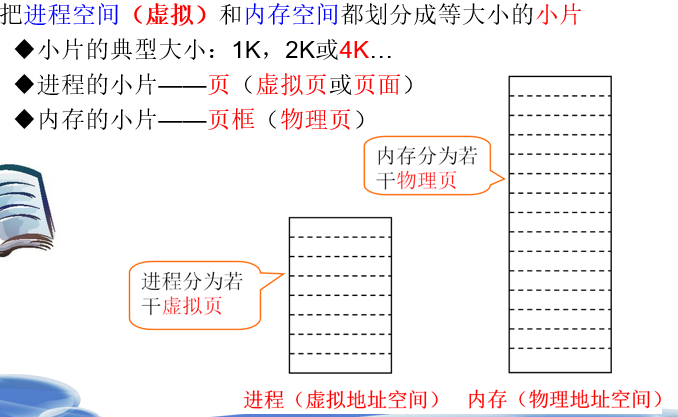 把进程空间（虚拟）和内存空间都划分成等大小的小片
◆小片的典型大小：1K，2K或4K…
◆进程的小片——页（虚拟页或页面）
◆内存的小片——页框（物理页）
内存分为若
干物理页
进程分为若
干虚拟页
进程（虚拟地址空间）
内存（物理地址空间）